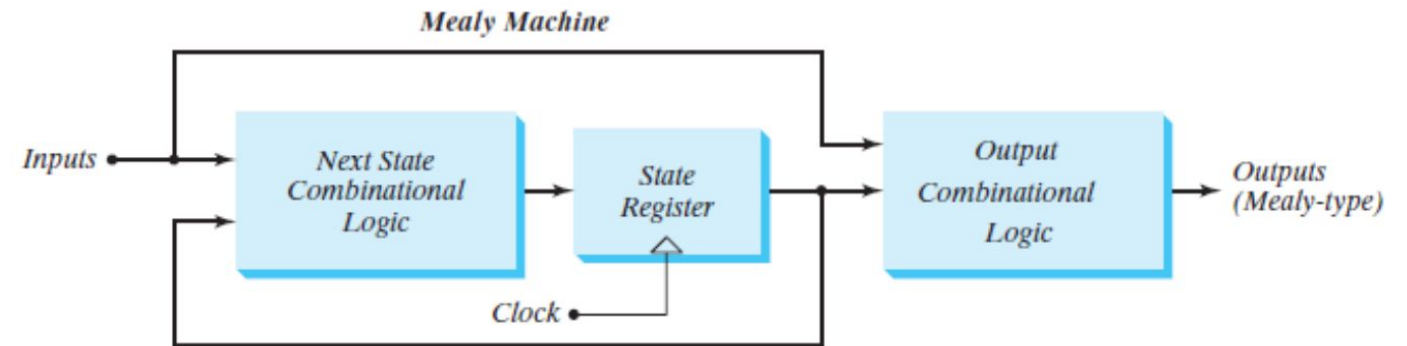 Mealy Machine
Inputs
Next State
Combinational
Logic
State
Register
Clock
Output
Combinational
Logic
Outputs
(Mealy-type)